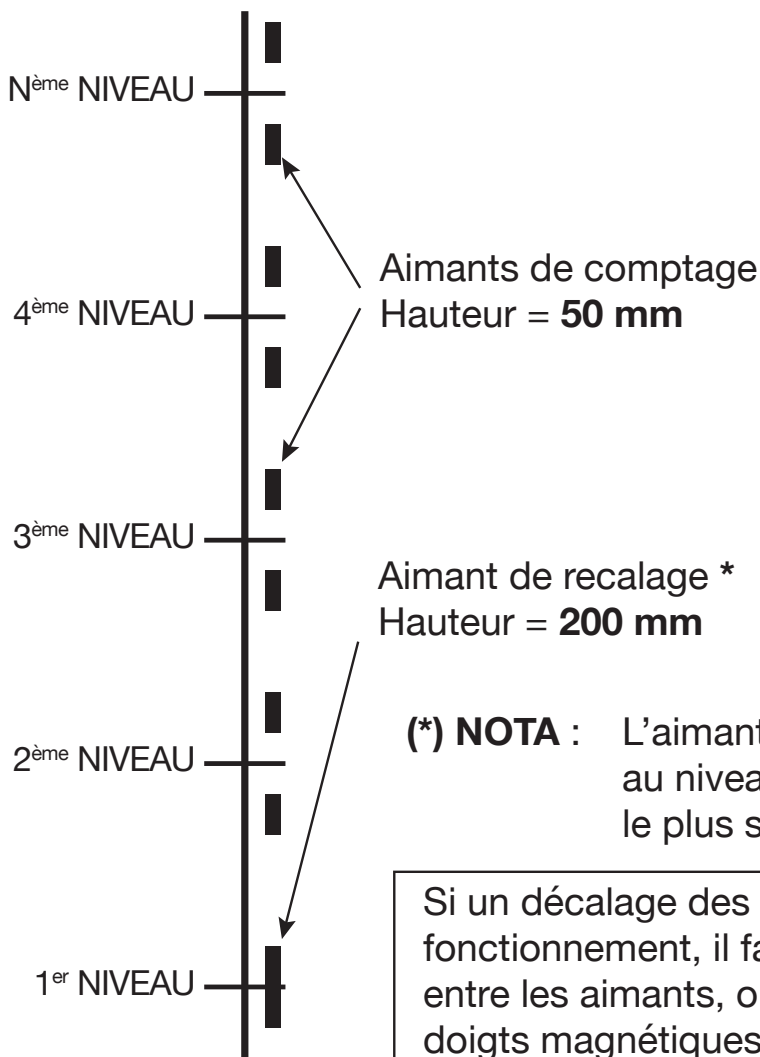 Nème NIVEAU
Aimants de comptage
Hauteur = 50 mm
4ème NIVEAU
3ème NIVEAU
Aimant de recalage *
Hauteur = 200 mm
(*) NOTA : L'aimant
au nivea
2ème NIVEAU
le plus s
Si un décalage des
fonctionnement, il fa
1er NIVEAU
entre les aimants, o
doigts magnétiques